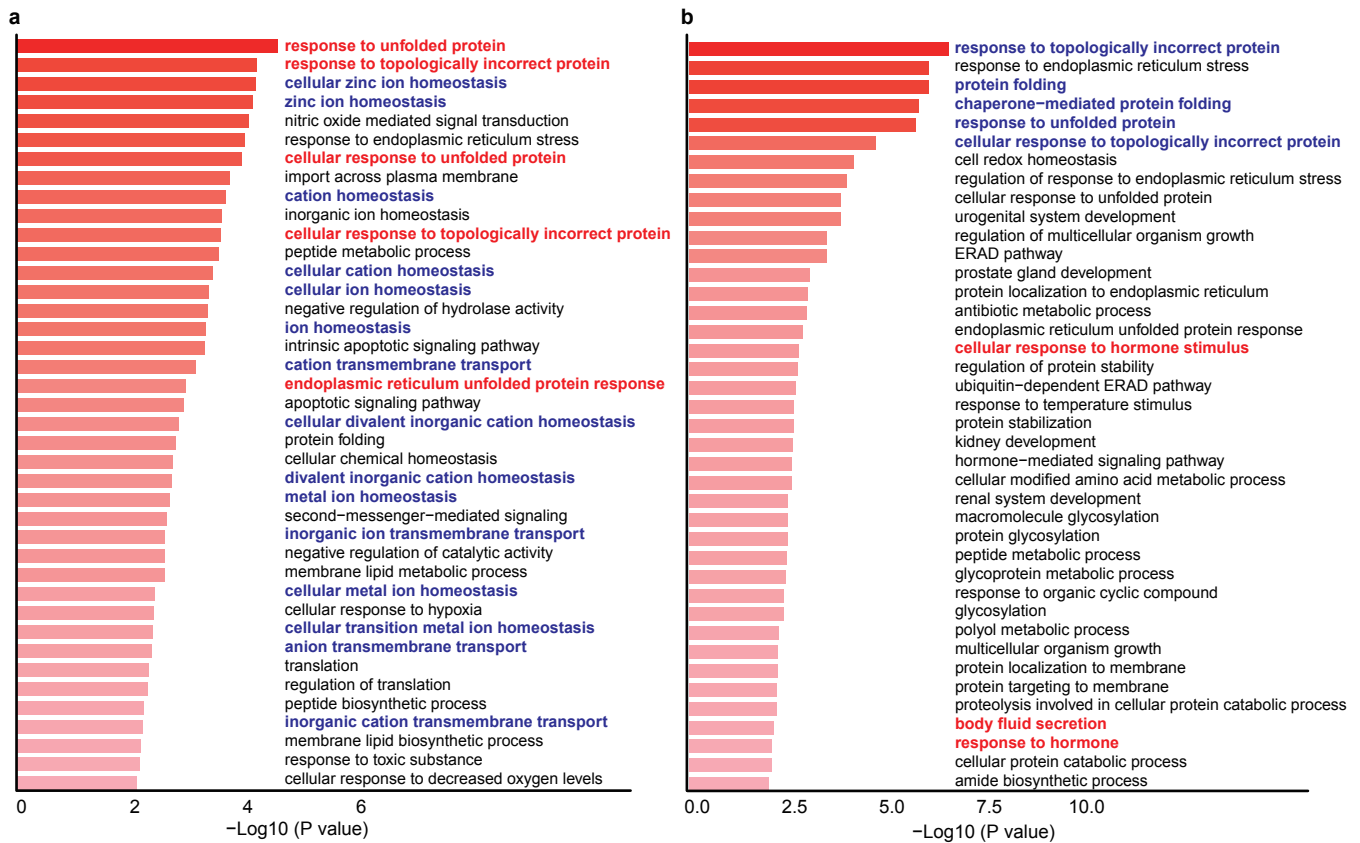 a
response to unfolded protein
response to topologically incorrect protein
cellular zinc ion homeostasis
zinc ion homeostasis
nitric oxide mediated signal transduction
response to endoplasmic reticulum stress
cellular response to unfolded protein
import across plasma membrane
cation homeostasis
inorganic ion homeostasis
cellular response to topologically incorrect protein
peptide metabolic process
cellular cation homeostasis
cellular ion homeostasis
negative regulation of hydrolase activity
ion homeostasis
intrinsic apoptotic signaling pathway
cation transmembrane transport
endoplasmic reticulum unfolded protein response
apoptotic signaling pathway
cellular divalent inorganic cation homeostasis
protein folding
cellular chemical homeostasis
divalent inorganic cation homeostasis
metal ion homeostasis
second−messenger−mediated signaling
inorganic ion transmembrane transport
negative regulation of catalytic activity
membrane lipid metabolic process
cellular metal ion homeostasis
cellular response to hypoxia
cellular transition metal ion homeostasis
anion transmembrane transport
translation
regulation of translation
peptide biosynthetic process
inorganic cation transmembrane transport
membrane lipid biosynthetic process
response to toxic substance
cellular response to decreased oxygen levels
0 2 4 6
−Log10 (P value)
b
response to topologically incorrect protein
response to endoplasmic reticulum stress
protein folding
chaperone−mediated protein folding
response to unfolded protein
cellular response to topologically incorrect protein
cell redox homeostasis
regulation of response to endoplasmic reticulum stress
cellular response to unfolded protein
urogenital system development
regulation of multicellular organism growth
ERAD pathway
prostate gland development
protein localization to endoplasmic reticulum
antibiotic metabolic process
endoplasmic reticulum unfolded protein response
cellular response to hormone stimulus
regulation of protein stability
ubiquitin−dependent ERAD pathway
response to temperature stimulus
protein stabilization
kidney development
hormone−mediated signaling pathway
cellular modified amino acid metabolic process
renal system development
macromolecule glycosylation
protein glycosylation
peptide metabolic process
glycoprotein metabolic process
response to organic cyclic compound
glycosylation
polyol metabolic process
multicellular organism growth
protein localization to membrane
protein targeting to membrane
proteolysis involved in cellular protein catabolic process
body fluid secretion
response to hormone
cellular protein catabolic process
amide biosynthetic process
0.0 2.5 5.0 7.5 10.0
−Log10 (P value)